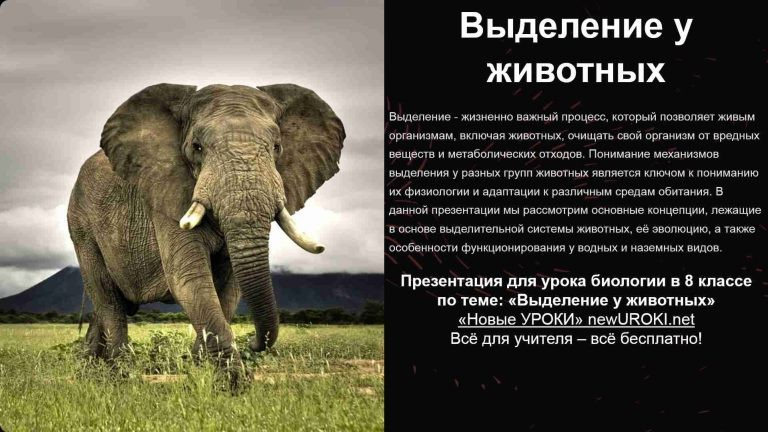 Выделение у
животных
Выделение - жизненно важный процесс, который позволяет живым
организмам, включая животных, очищать свой организм от вредных
веществ и метаболических отходов. Понимание механизмов
выделения у разных групп животных является ключом к пониманию
их физиологии и адаптации к различным средам обитания. В
данной презентации мы рассмотрим основные концепции, лежащие
в основе выделительной системы животных, её эволюцию, а также
особенности функционирования у водных и наземных видов.
Презентация для урока биологии в 8 классе
по теме: «Выделение у животных»
«Новые УРОКИ» newUROKI.net
Всё для учителя – всё бесплатно!